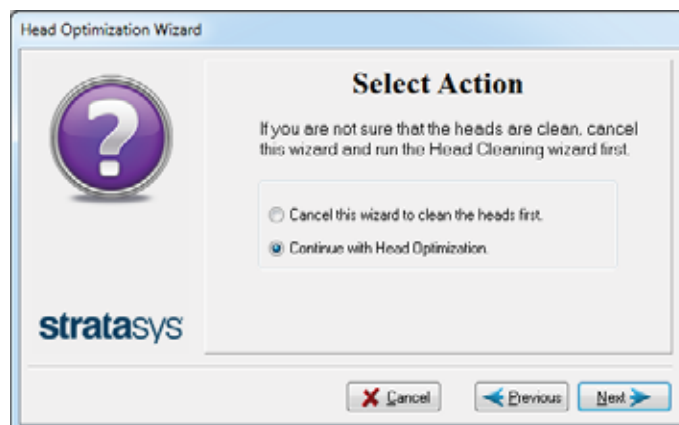 Head Optimization Wizard
Select Action
If you are not sure that the heads are clean, cancel
this wizard and run the Head Cleaning wizard first.
Cancel this wizard to clean the heads first.
Continue with Head Optimization.
stratasys
Cancel
Previous
Next